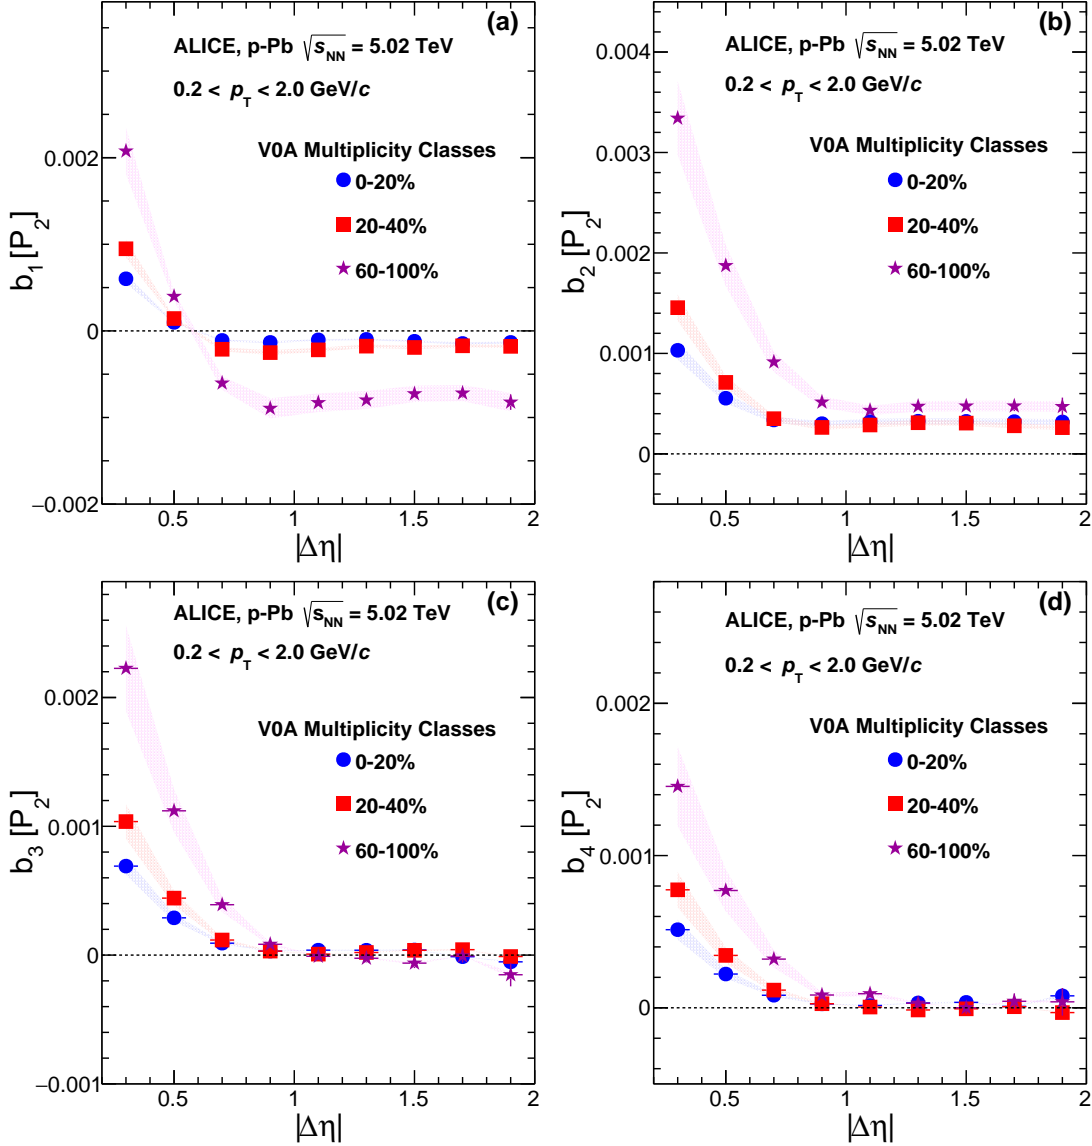 (a)
ALICE, p-Pb √sNN = 5.02 TeV
0.2 < pT < 2.0 GeV/c
V0A Multiplicity Classes
0-20%
20-40%
60-100%
b1 [P2]
0.002
0
−0.002
0.5 1 1.5 2
|Δη|
(b)
ALICE, p-Pb √sNN = 5.02 TeV
0.2 < pT < 2.0 GeV/c
V0A Multiplicity Classes
0-20%
20-40%
60-100%
b2 [P2]
0.004
0.003
0.002
0.001
0
0.5 1 1.5 2
|Δη|
(c)
ALICE, p-Pb √sNN = 5.02 TeV
0.2 < pT < 2.0 GeV/c
V0A Multiplicity Classes
0-20%
20-40%
60-100%
b3 [P2]
0.002
0.001
0
−0.001
0.5 1 1.5 2
|Δη|
(d)
ALICE, p-Pb √sNN = 5.02 TeV
0.2 < pT < 2.0 GeV/c
V0A Multiplicity Classes
0-20%
20-40%
60-100%
b4 [P2]
0.002
0.001
0
0.5 1 1.5 2
|Δη|